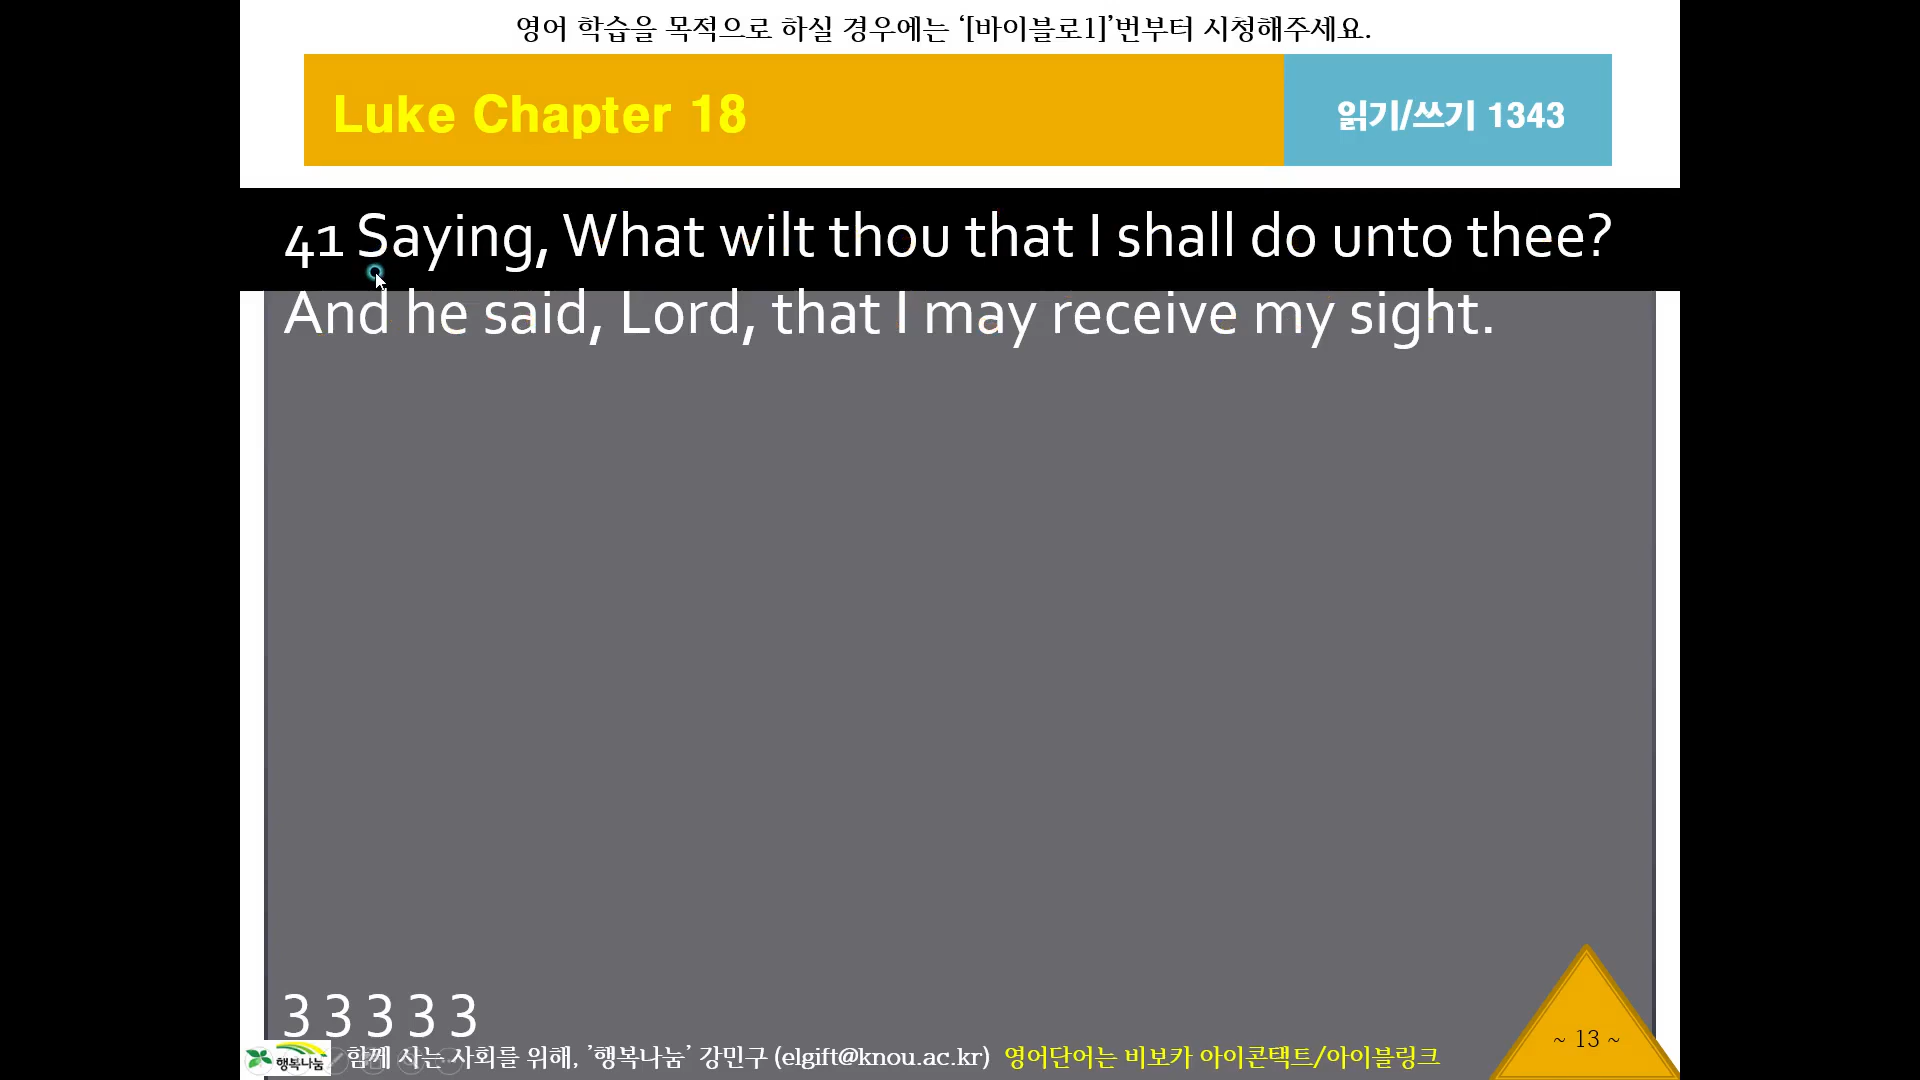 영어 학습을 목적으로 하실 경우에는 ‘[바이블로1]’번부터 시청해주세요.
Luke Chapter 18
읽기/쓰기 1343
41 Saying, What wilt thou that I shall do unto thee?
And he said, Lord, that I may receive my sight.
3 3 3 3 3
행복나눔 함께 사는 사회를 위해, ’행복나눔’ 강민구 (elgift@knou.ac.kr) 영어단어는 비보카 아이콘택트/아이블링크
~ 13 ~